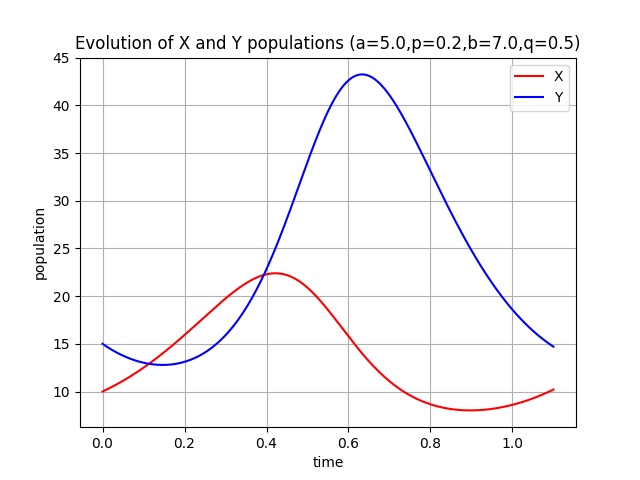 Evolution of X and Y populations (a=5.0,p=0.2,b=7.0,q=0.5)
X
Y
45
40
35
30
25
20
15
10
population
0.0 0.2 0.4 0.6 0.8 1.0
time